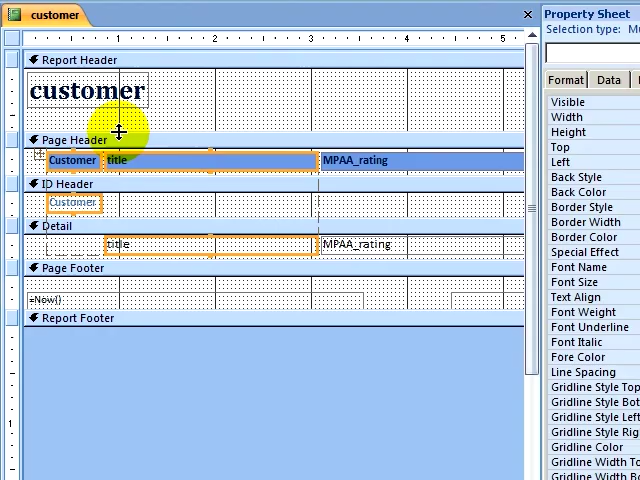 customer
Property Sheet
Selection type: Mu
1 2 3 4 5
Report Header
customer
Page Header
Customer title MPAA_rating
ID Header
Customer
Detail
title MPAA_rating
Page Footer
=Now()
Report Footer
1
Format Data
Visible
Width
Height
Top
Left
Back Style
Back Color
Border Style
Border Width
Border Color
Special Effect
Font Name
Font Size
Text Align
Font Weight
Font Underline
Font Italic
Fore Color
Line Spacing
Gridline Style Top
Gridline Style Bot
Gridline Style Left
Gridline Style Rig
Gridline Color
Gridline Width To
Gridline Width Bo